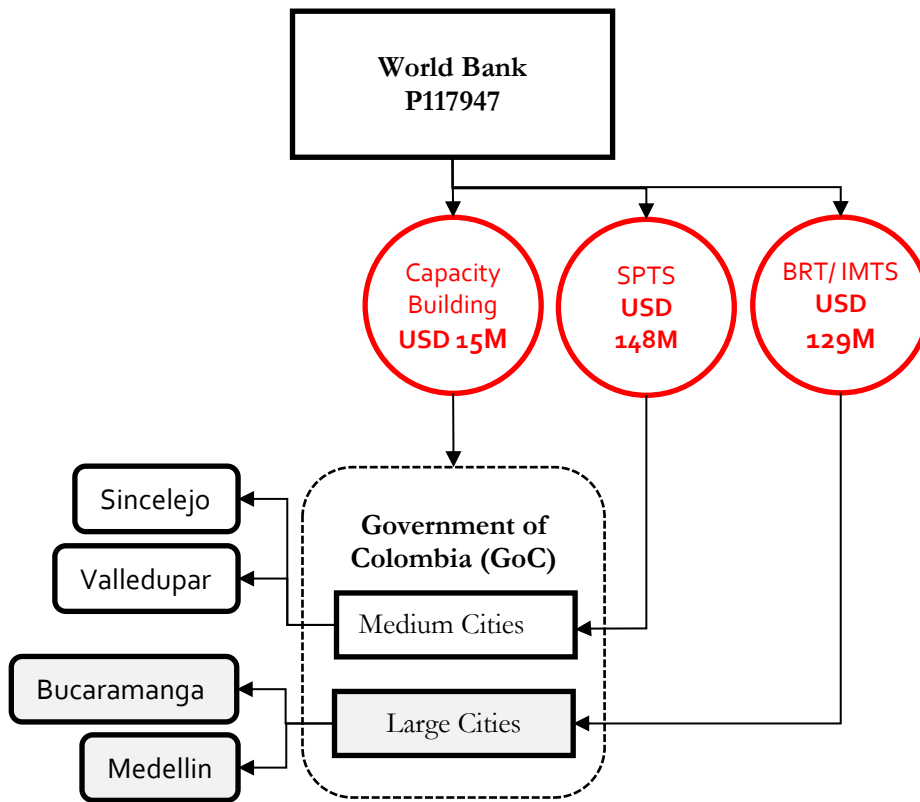 World Bank
P117947
Capacity
Building
USD 15M
SPTS
USD
148M
BRT/ IMTS
USD
129M
Sincelejo
Valledupar
Bucaramanga
Medellin
Government of
Colombia (GoC)
Medium Cities
Large Cities